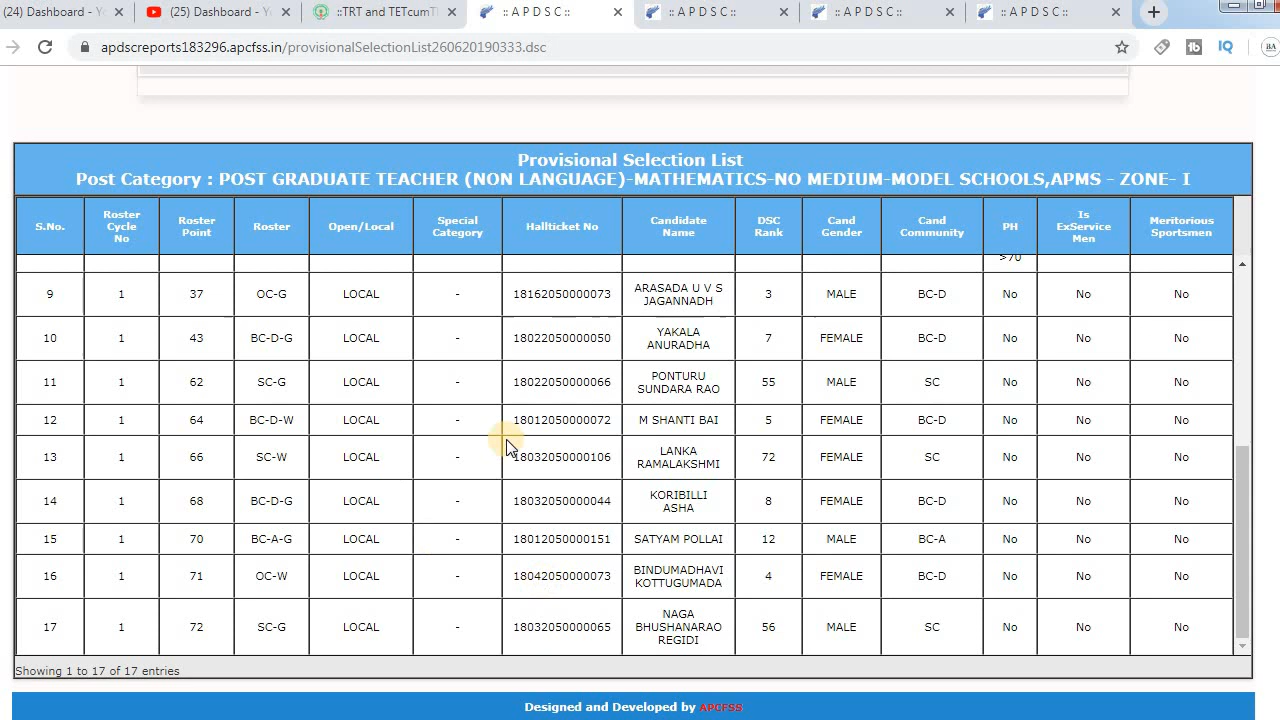 (24) Dashboard - Y
(25) Dashboard - Y
::TRT and TETcumT
:: A P D S C ::
:: A P D S C ::
:: A P D S C ::
:: A P D S C ::
apdscreports183296.apcfss.in/provisionalSelectionList260620190333.dsc
IQ
BA
Provisional Selection List
Post Category : POST GRADUATE TEACHER (NON LANGUAGE)-MATHEMATICS-NO MEDIUM-MODEL SCHOOLS,APMS - ZONE- I
S.No. Roster Cycle No Roster Point Roster Open/Local Special Category Hallticket No Candidate Name DSC Rank Cand Gender Cand Community PH Is ExService Men Meritorious Sportsmen
>70
9 1 37 OC-G LOCAL - 18162050000073 ARASADA U V S JAGANNADH 3 MALE BC-D No No No
10 1 43 BC-D-G LOCAL - 18022050000050 YAKALA ANURADHA 7 FEMALE BC-D No No No
11 1 62 SC-G LOCAL - 18022050000066 PONTURU SUNDARA RAO 55 MALE SC No No No
12 1 64 BC-D-W LOCAL - 18012050000072 M SHANTI BAI 5 FEMALE BC-D No No No
13 1 66 SC-W LOCAL - 18032050000106 LANKA RAMALAKSHMI 72 FEMALE SC No No No
14 1 68 BC-D-G LOCAL - 18032050000044 KORIBILLI ASHA 8 FEMALE BC-D No No No
15 1 70 BC-A-G LOCAL - 18012050000151 SATYAM POLLAI 12 MALE BC-A No No No
16 1 71 OC-W LOCAL - 18042050000073 BINDUMADHAVI KOTTUGUMADA 4 FEMALE BC-D No No No
17 1 72 SC-G LOCAL - 18032050000065 NAGA BHUSHANARAO REGIDI 56 MALE SC No No No
Showing 1 to 17 of 17 entries
Designed and Developed by APCFSS